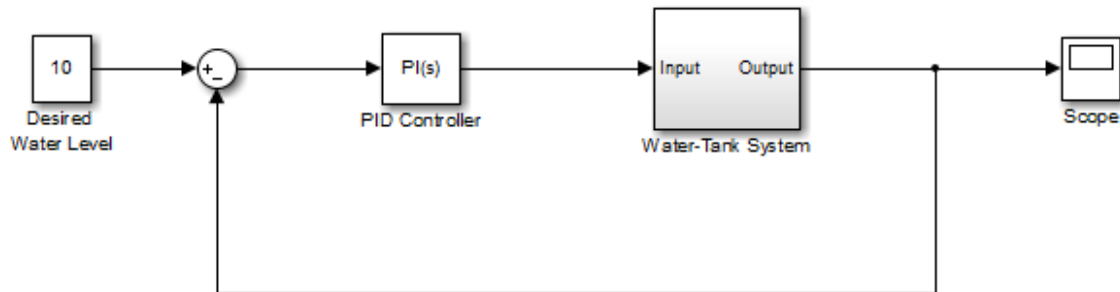 10
+
-
PI(s)
Input Output
Desired
Water Level
PID Controller
Water-Tank System
Scope